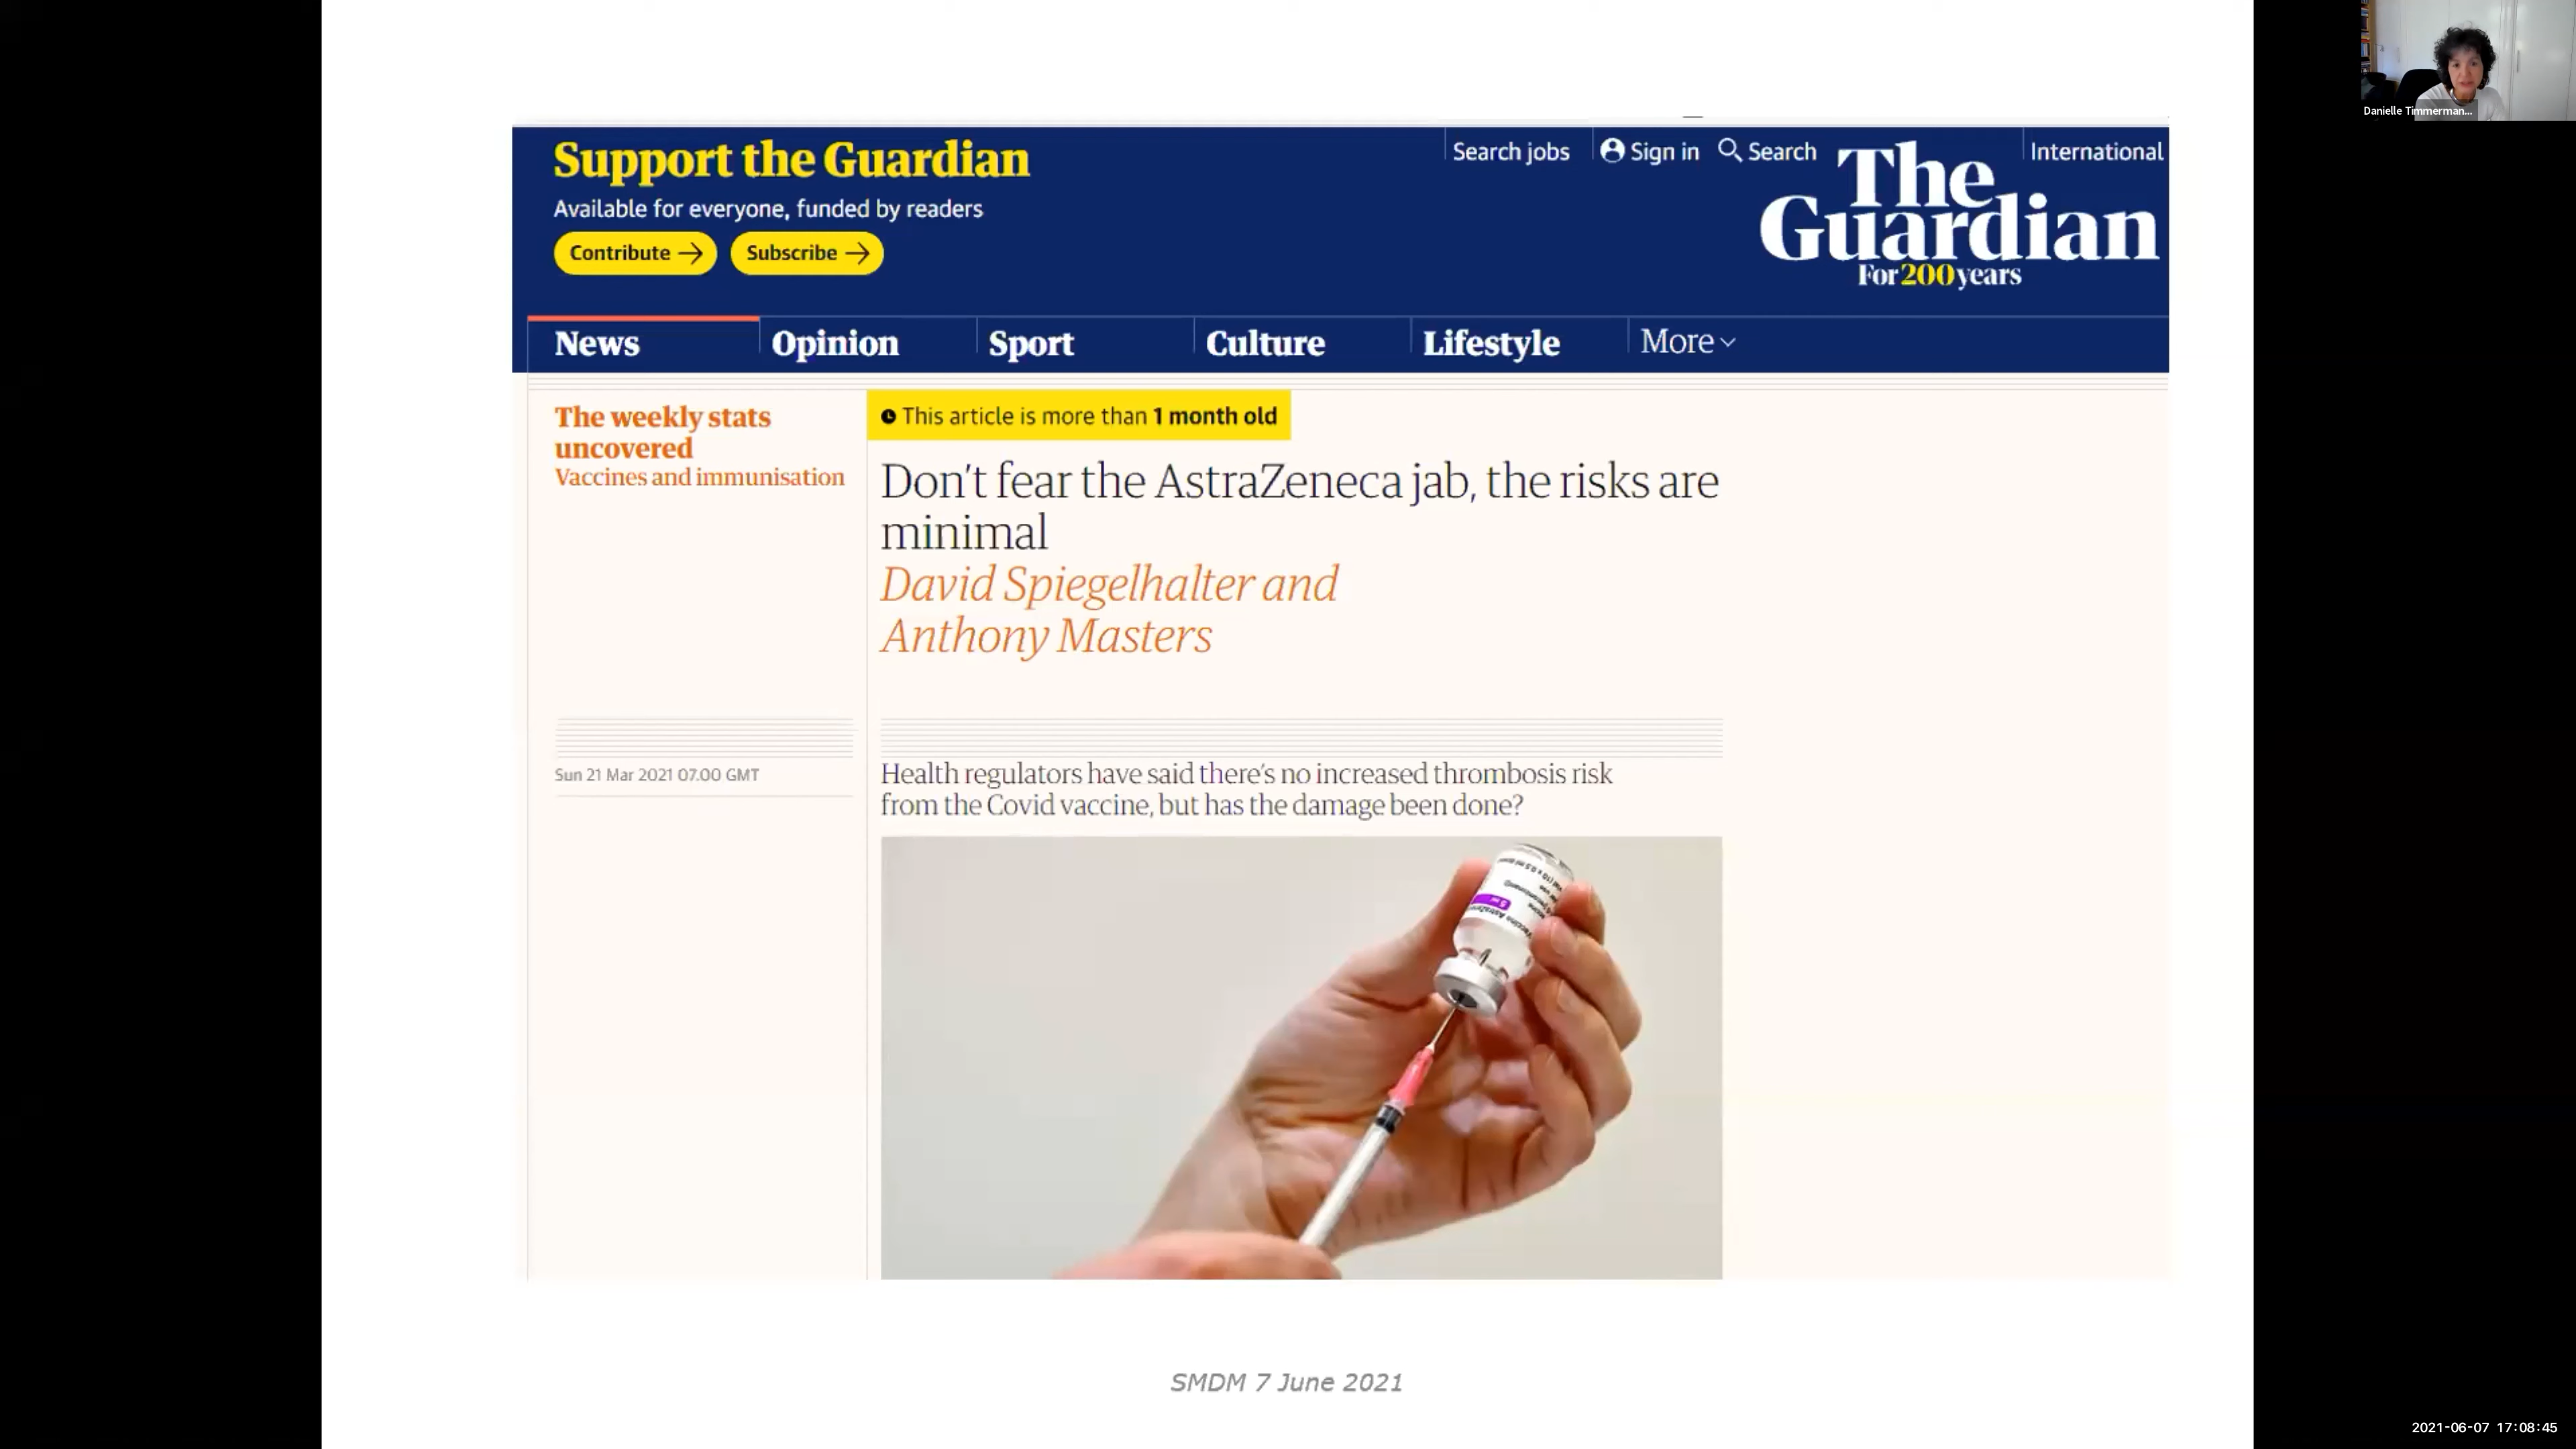 Danielle Timmerman...
Support the Guardian
Available for everyone, funded by readers
Contribute
Subscribe
Search jobs
Sign in
Search
International
The
Guardian
For 200 years
News
Opinion
Sport
Culture
Lifestyle
More
The weekly stats
uncovered
Vaccines and immunisation
This article is more than 1 month old
Don't fear the AstraZeneca jab, the risks are
minimal
David Spiegelhalter and
Anthony Masters
Sun 21 Mar 2021 07.00 GMT
Health regulators have said there's no increased thrombosis risk
from the Covid vaccine, but has the damage been done?
5 ml
SMDM 7 June 2021
2021-06-07 17:08:45